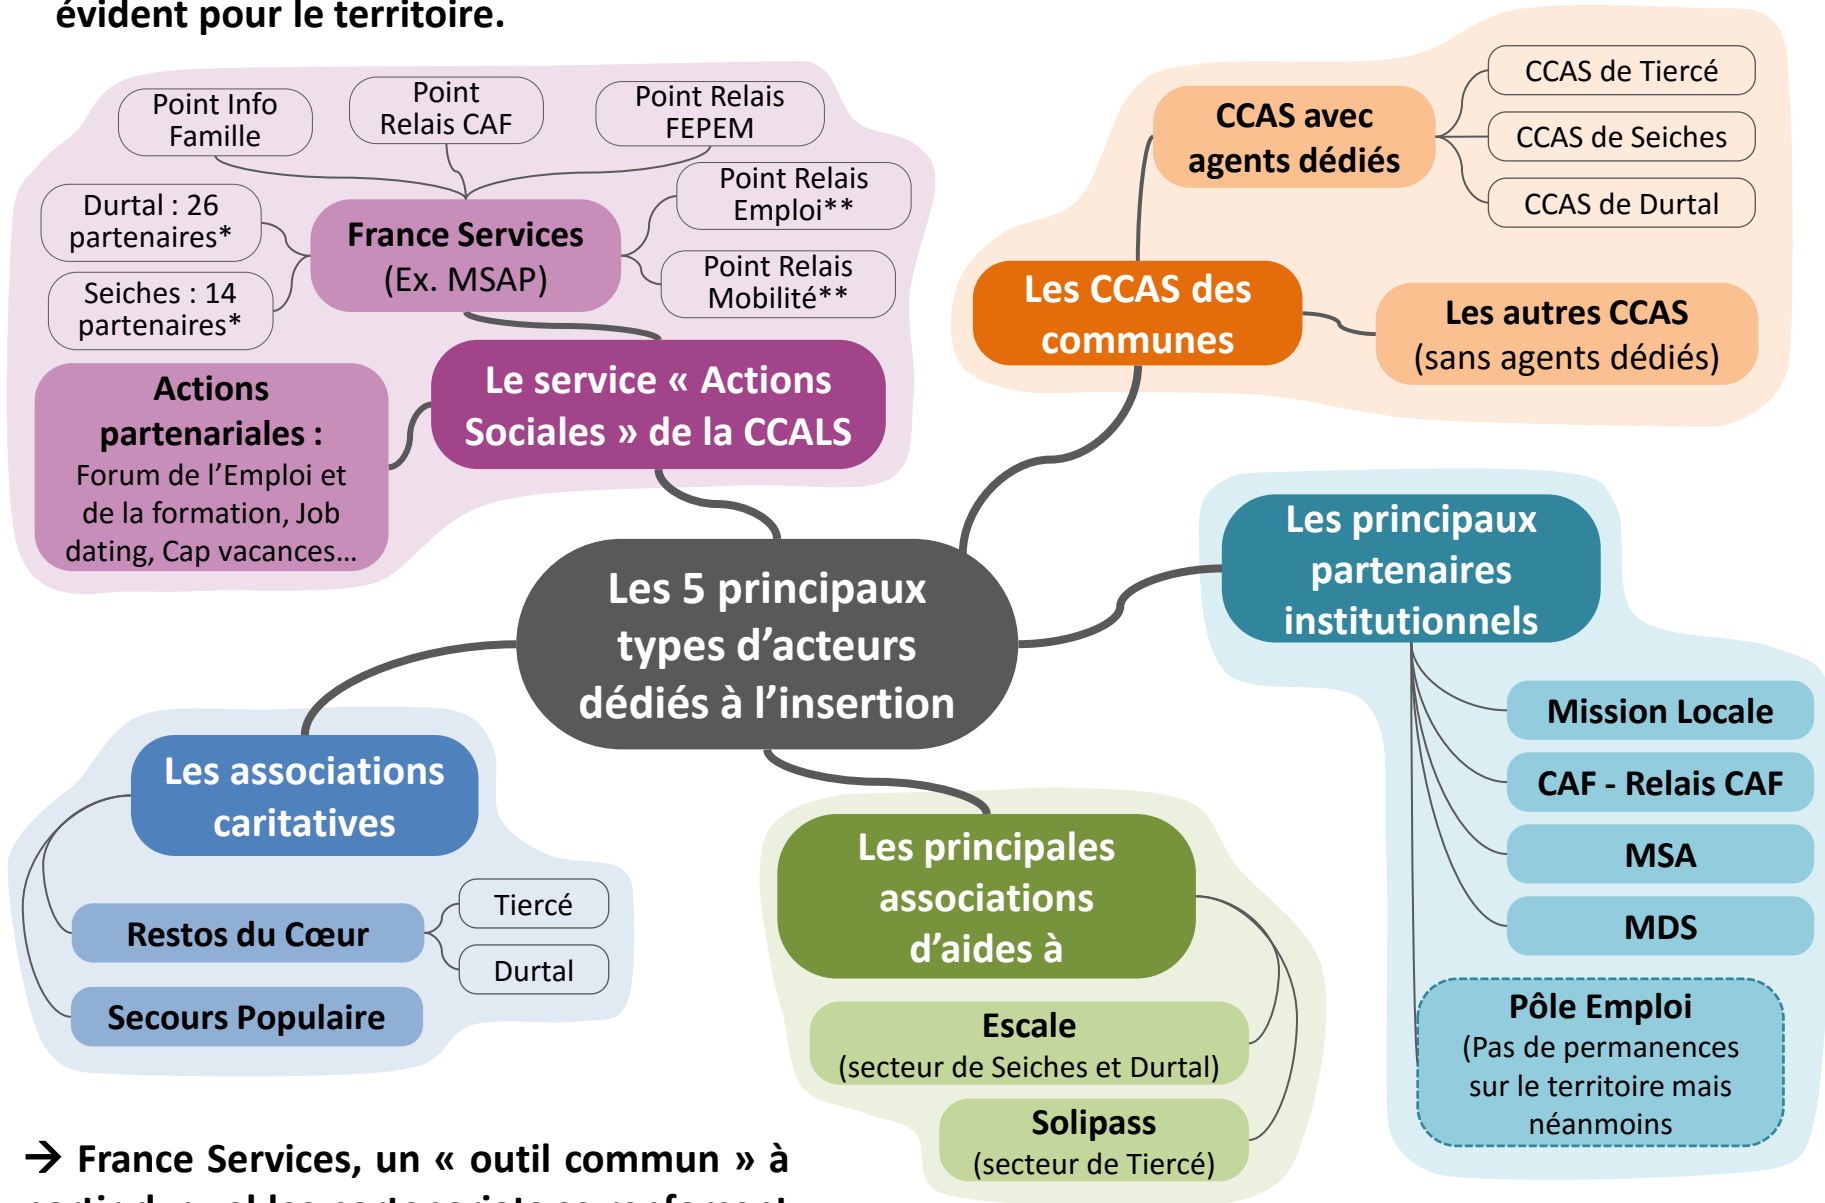 évident pour le territoire.
Point Info
Famille
Point
Relais CAF
Point Relais
FEPEM
Durtal : 26
partenaires*
Seiches : 14
partenaires*
France Services
(Ex. MSAP)
Point Relais
Emploi**
Point Relais
Mobilité**
Actions
partenariales :
Forum de l’Emploi et
de la formation, Job
dating, Cap vacances…
Le service « Actions
Sociales » de la CCALS
CCAS avec
agents dédiés
CCAS de Tiercé
CCAS de Seiches
CCAS de Durtal
Les CCAS des
communes
Les autres CCAS
(sans agents dédiés)
Les 5 principaux
types d’acteurs
dédiés à l’insertion
Les principaux
partenaires
institutionnels
Mission Locale
CAF - Relais CAF
MSA
MDS
Pôle Emploi
(Pas de permanences
sur le territoire mais
néanmoins
Les associations
caritatives
Restos du Cœur
Tiercé
Durtal
Secours Populaire
Les principales
associations
d’aides à
Escale
(secteur de Seiches et Durtal)
Solipass
(secteur de Tiercé)
→ France Services, un « outil commun » à
partir duquel les partenariats se renforcent